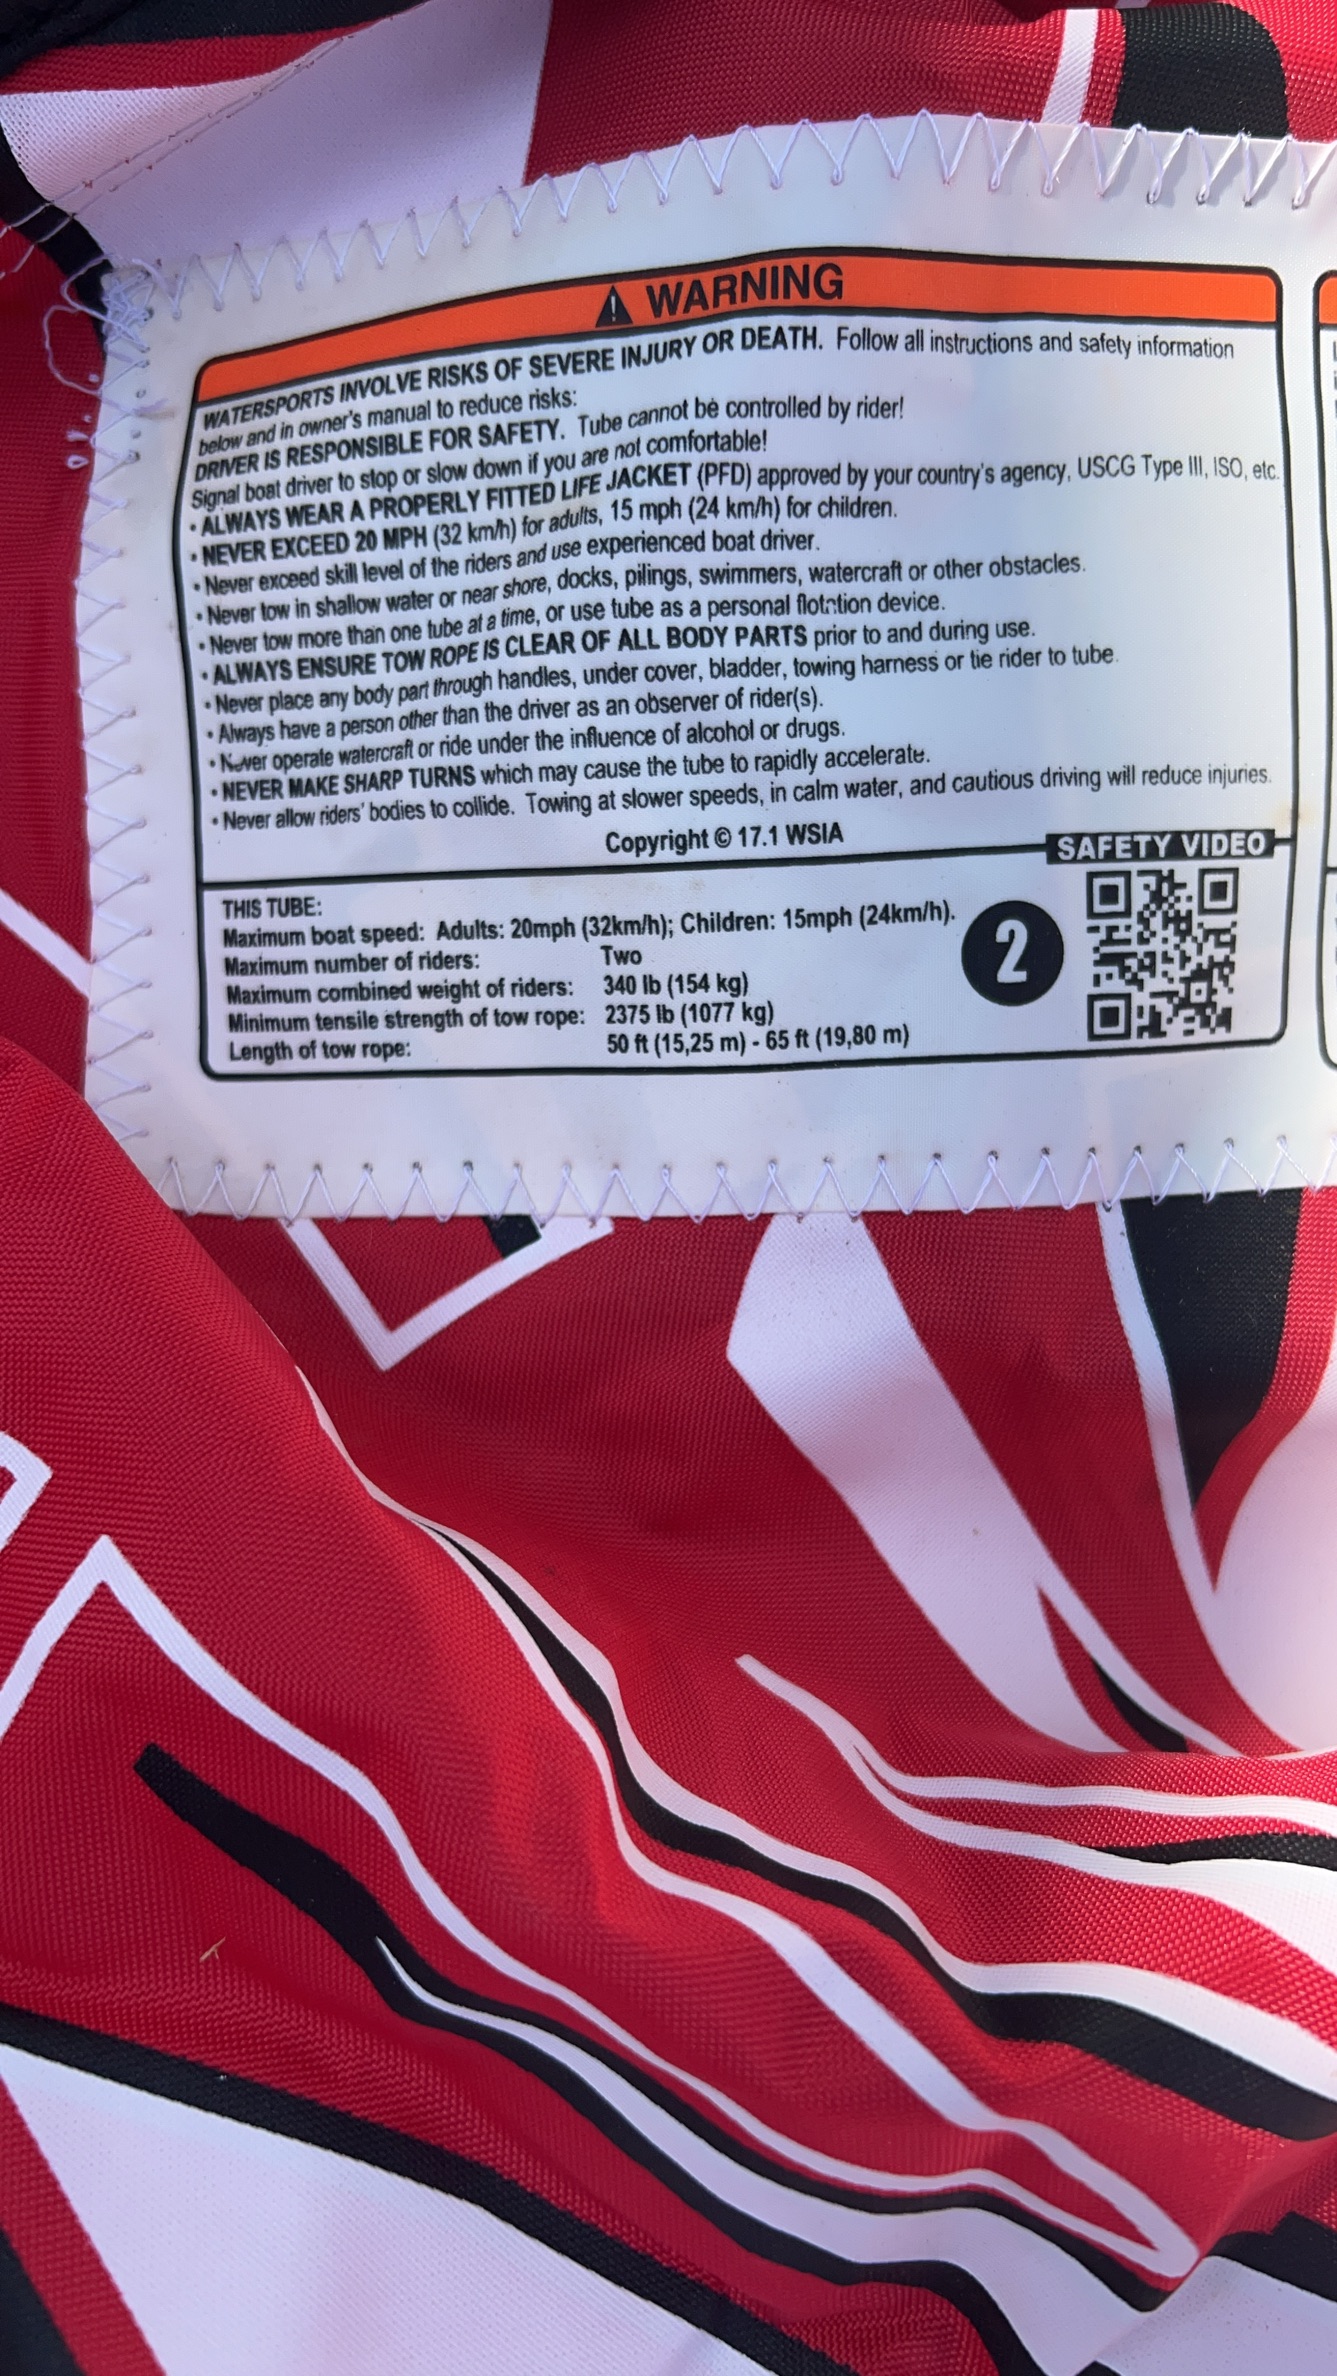 WARNING
WATERSPORTS INVOLVE RISKS OF SEVERE INJURY OR DEATH. Follow all instructions and safety information
below and in owner's manual to reduce risks:
DRIVER IS RESPONSIBLE FOR SAFETY. Tube cannot be controlled by rider!
Signal boat driver to stop or slow down if you are not comfortable!
• ALWAYS WEAR A PROPERLY FITTED LIFE JACKET (PFD) approved by your country's agency, USCG Type III, ISO, etc.
• NEVER EXCEED 20 MPH (32 km/h) for adults, 15 mph (24 km/h) for children.
• Never exceed skill level of the riders and use experienced boat driver.
• Never tow in shallow water or near shore, docks, pilings, swimmers, watercraft or other obstacles.
• Never tow more than one tube at a time, or use tube as a personal flotation device.
• ALWAYS ENSURE TOW ROPE IS CLEAR OF ALL BODY PARTS prior to and during use.
• Never place any body part through handles, under cover, bladder, towing harness or tie rider to tube.
• Always have a person other than the driver as an observer of rider(s).
• Never operate watercraft or ride under the influence of alcohol or drugs.
• NEVER MAKE SHARP TURNS which may cause the tube to rapidly accelerate.
• Never allow riders' bodies to collide. Towing at slower speeds, in calm water, and cautious driving will reduce injuries.
Copyright © 17.1 WSIA
SAFETY VIDEO
THIS TUBE:
Maximum boat speed: Adults: 20mph (32km/h); Children: 15mph (24km/h).
Maximum number of riders: Two
Maximum combined weight of riders: 340 lb (154 kg)
Minimum tensile strength of tow rope: 2375 lb (1077 kg)
Length of tow rope: 50 ft (15,25 m) - 65 ft (19,80 m)
2